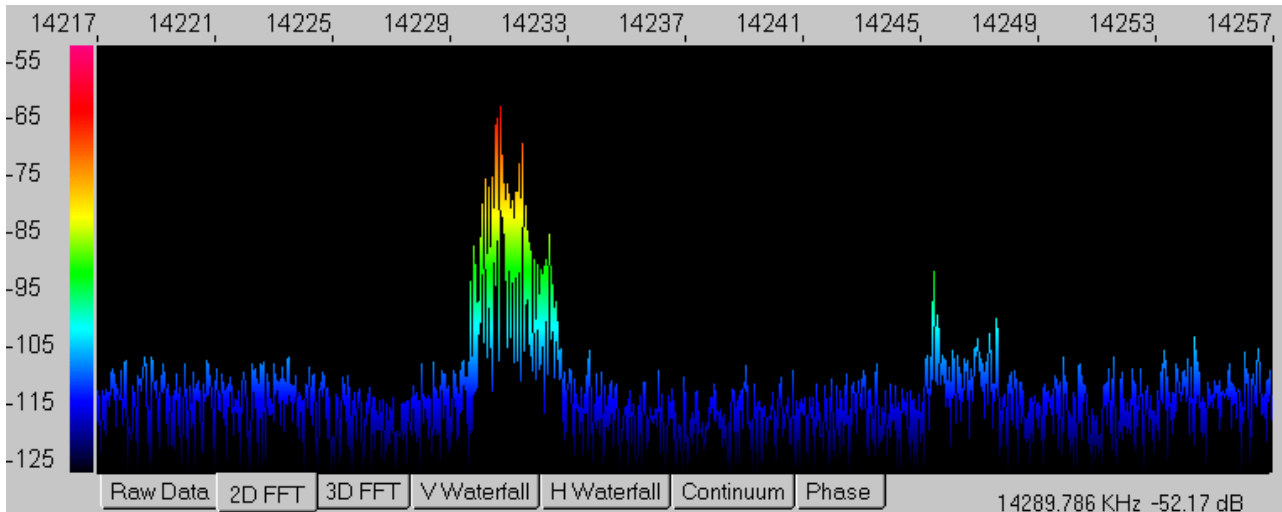 14217 14221 14225 14229 14233 14237 14241 14245 14249 14253 14257
-55
-65
-75
-85
-95
-105
-115
-125
Raw Data 2D FFT 3D FFT V Waterfall H Waterfall Continuum Phase
14289.786 KHz -52.17 dB